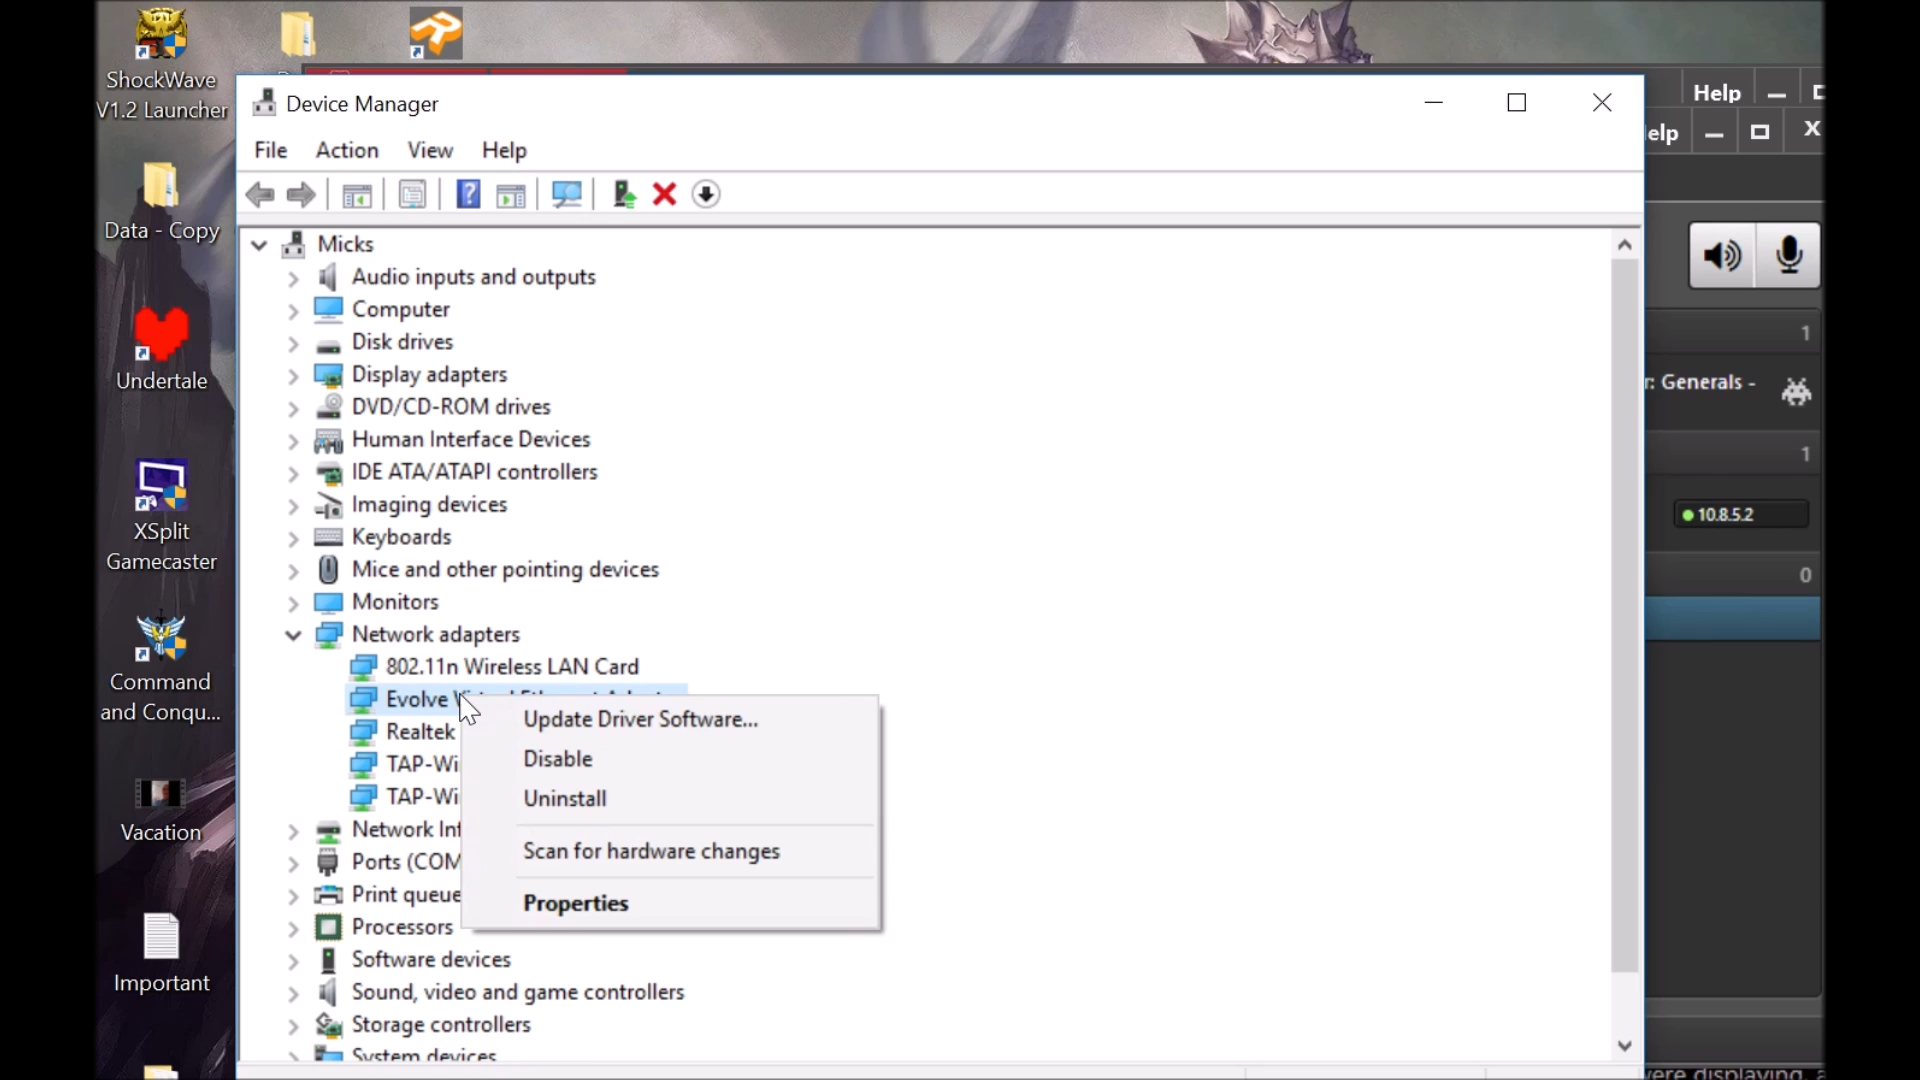 ShockWave
V1.2 Launcher
Data - Copy
Undertale
XSplit
Gamecaster
Command
and Conqu...
Vacation
Important
Device Manager
File Action View Help
Micks
Audio inputs and outputs
Computer
Disk drives
Display adapters
DVD/CD-ROM drives
Human Interface Devices
IDE ATA/ATAPI controllers
Imaging devices
Keyboards
Mice and other pointing devices
Monitors
Network adapters
802.11n Wireless LAN Card
Evolve
Realtek
TAP-Wi
TAP-Wi
Network Inf
Ports (COM
Print queue
Processors
Software devices
Sound, video and game controllers
Storage controllers
System devices
Update Driver Software...
Disable
Uninstall
Scan for hardware changes
Properties
Help
elp
1
r: Generals -
1
10.8.5.2
0
were displaying, a